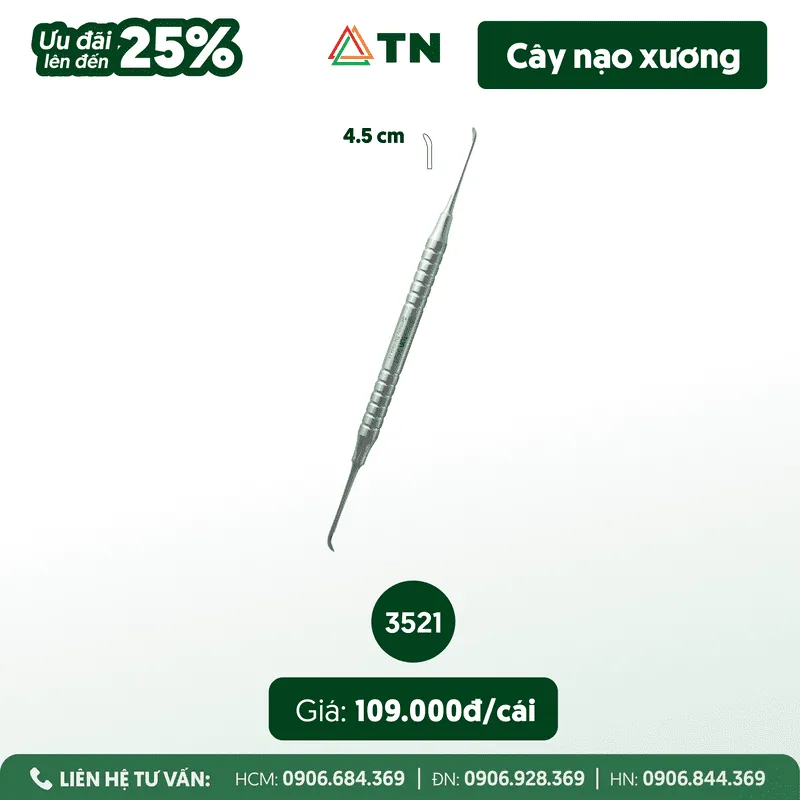 Ưu đãi
lên đến 25%
TN
Cây nạo xương
4.5 cm
3521
Giá: 109.000đ/cái
LIÊN HỆ TƯ VẤN: HCM: 0906.684.369 | ĐN: 0906.928.369 | HN: 0906.844.369